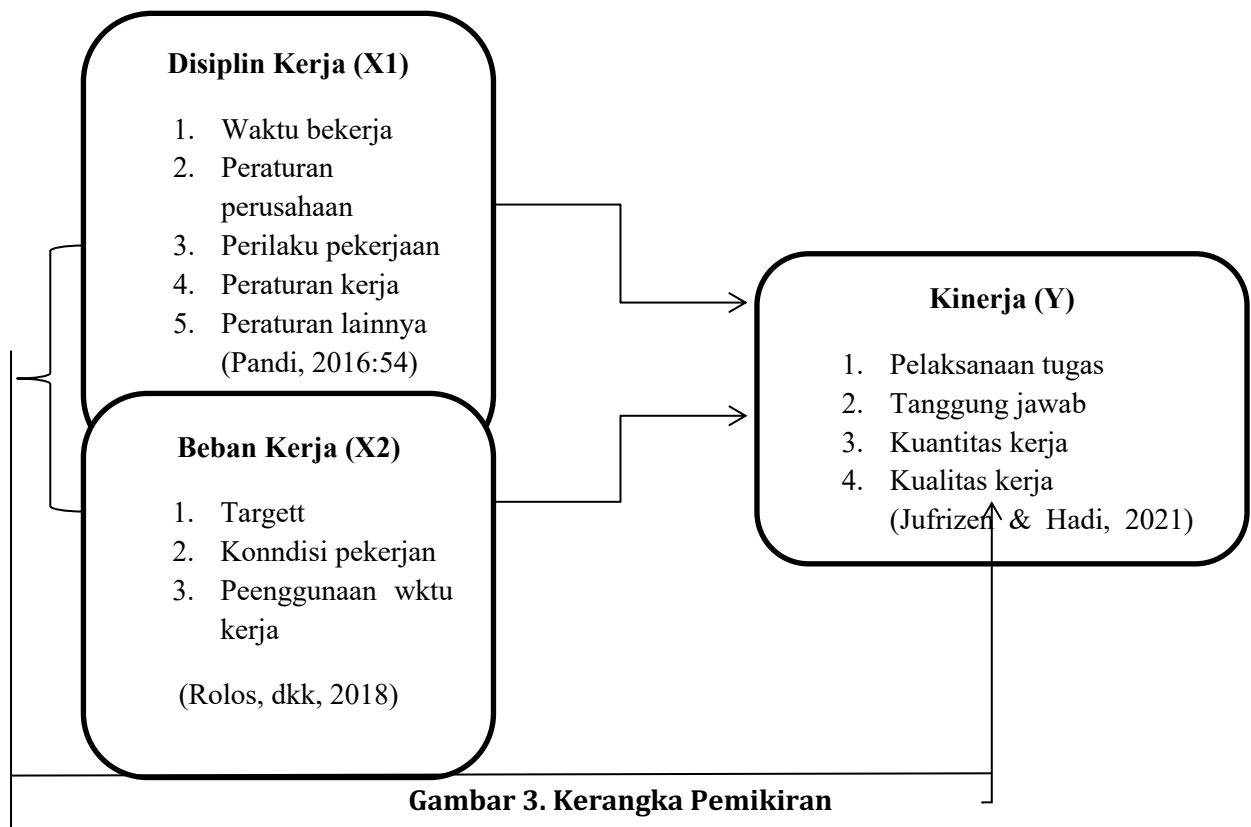 Disiplin Kerja (X1)
1. Waktu bekerja
2. Peraturan
perusahaan
3. Perilaku pekerjaan
4. Peraturan kerja
5. Peraturan lainnya
(Pandi, 2016:54)
Beban Kerja (X2)
1. Targett
2. Konndisi pekerjan
3. Peenggunaan wktu
kerja
(Rolos, dkk, 2018)
Kinerja (Y)
1. Pelaksanaan tugas
2. Tanggung jawab
3. Kuantitas kerja
4. Kualitas kerja
(Jufrizen & Hadi, 2021)
Gambar 3. Kerangka Pemikiran